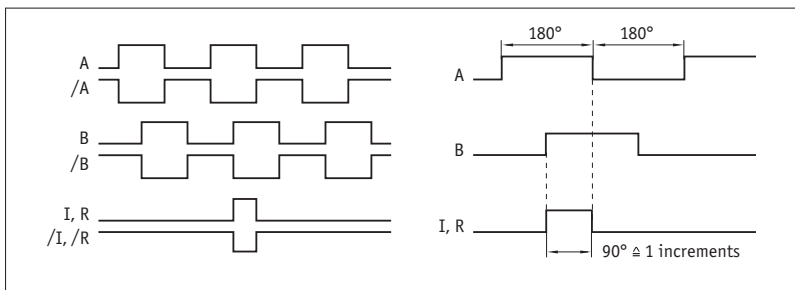 A
/A
B
/B
I, R
/I, /R
180° 180°
A
B
I, R
90° ≙ 1 increments